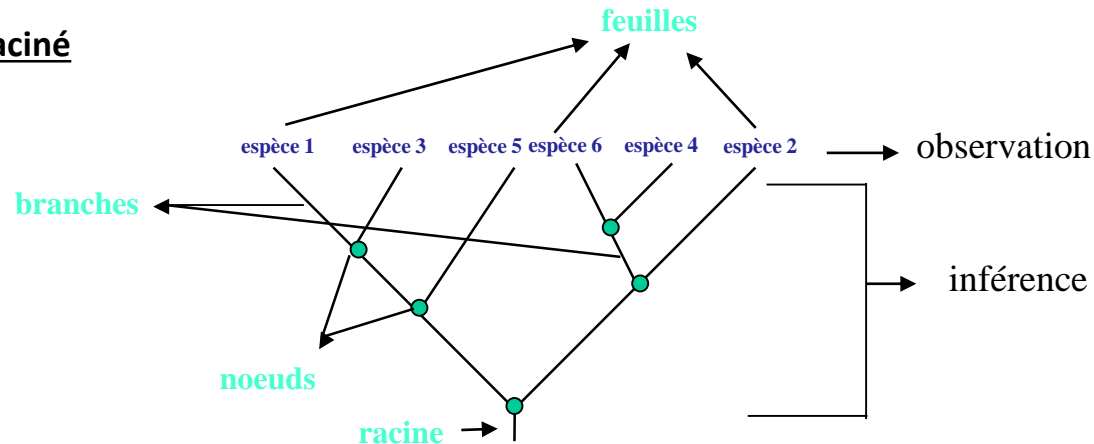 feuilles
aciné
espèce 1 espèce 3 espèce 5 espèce 6 espèce 4 espèce 2
observation
branches
inférence
noeuds
racine